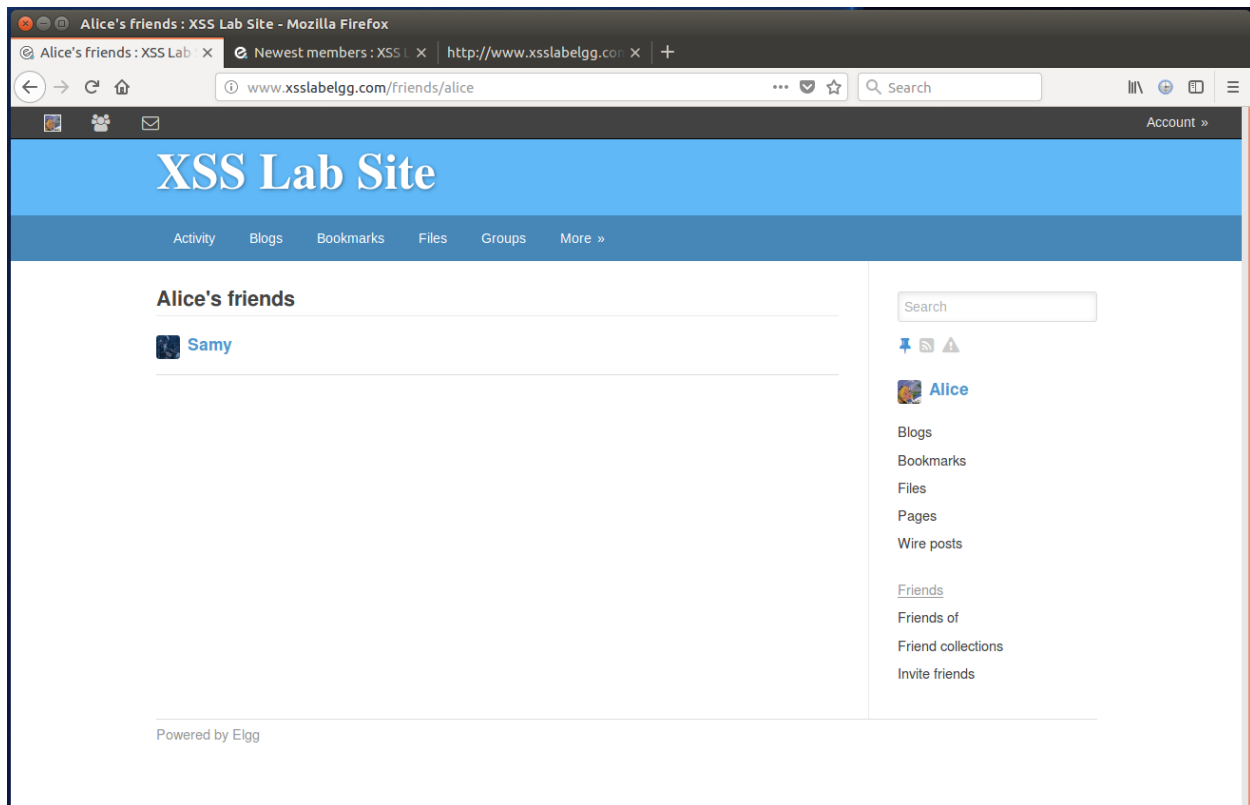 Alice's friends : XSS Lab Site - Mozilla Firefox
Alice's friends : XSS Lab Newest members : XSS L http://www.xsslabelgg.con
www.xsslabelgg.com/friends/alice Search
Account »
XSS Lab Site
Activity Blogs Bookmarks Files Groups More »
Alice's friends
Samy
Search
Alice
Blogs
Bookmarks
Files
Pages
Wire posts
Friends
Friends of
Friend collections
Invite friends
Powered by Elgg